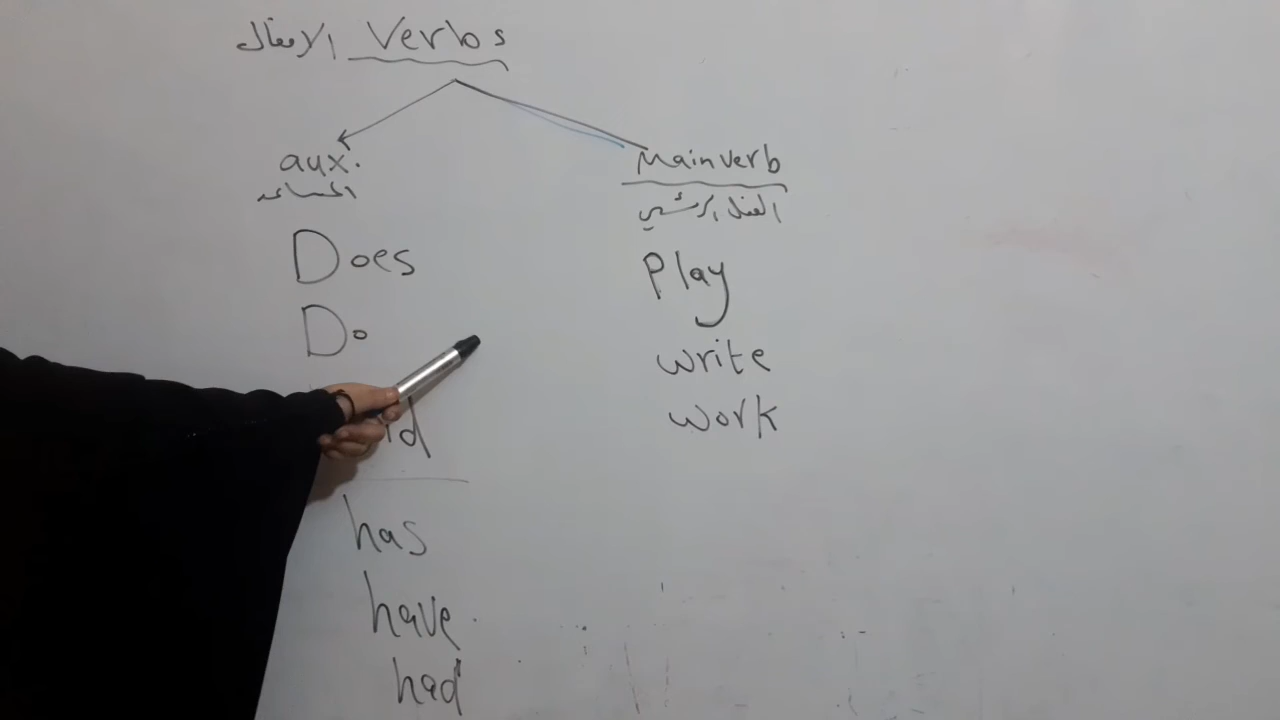 الافعال Verbs
aux.
المساعد
Does
Do
has
have
had
Main verb
الفعل الرئيسي
Play
write
work